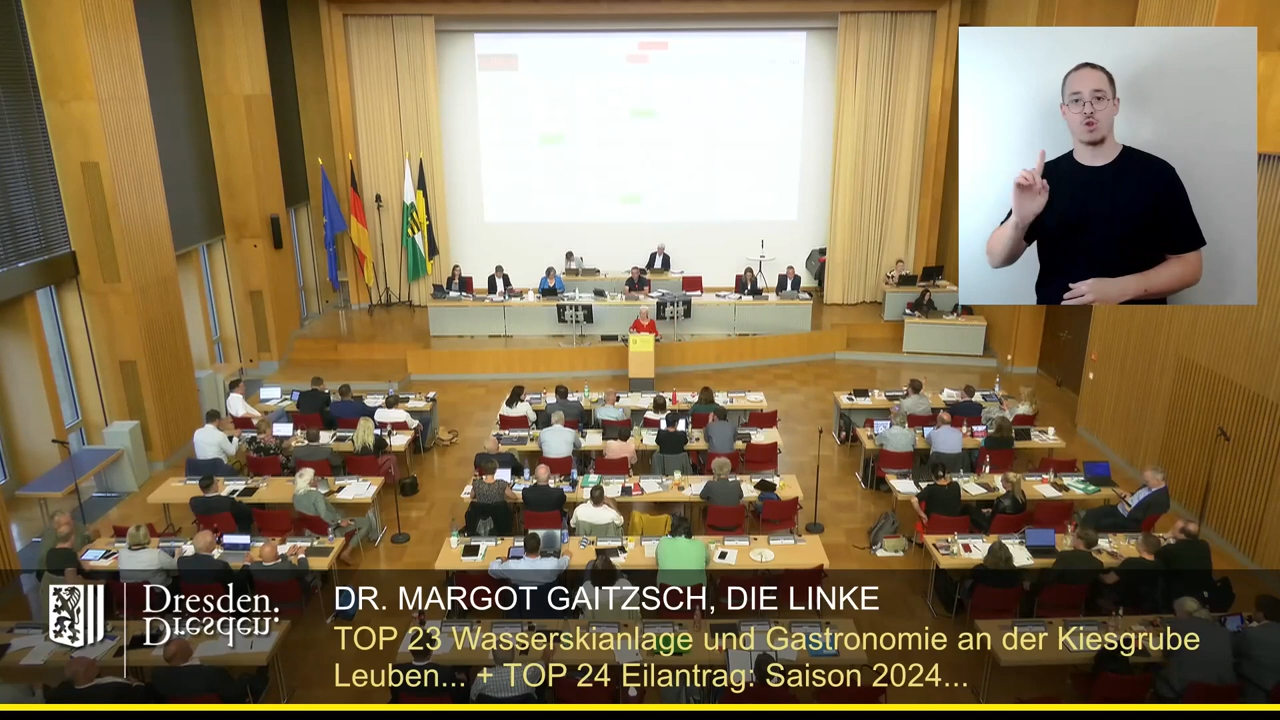 DR. MARGOT GAITZSCH, DIE LINKE
Dresden.
Dresden.
TOP 23 Wasserskianlage und Gastronomie an der Kiesgrube
Leuben... + TOP 24 Eilantrag: Saison 2024...